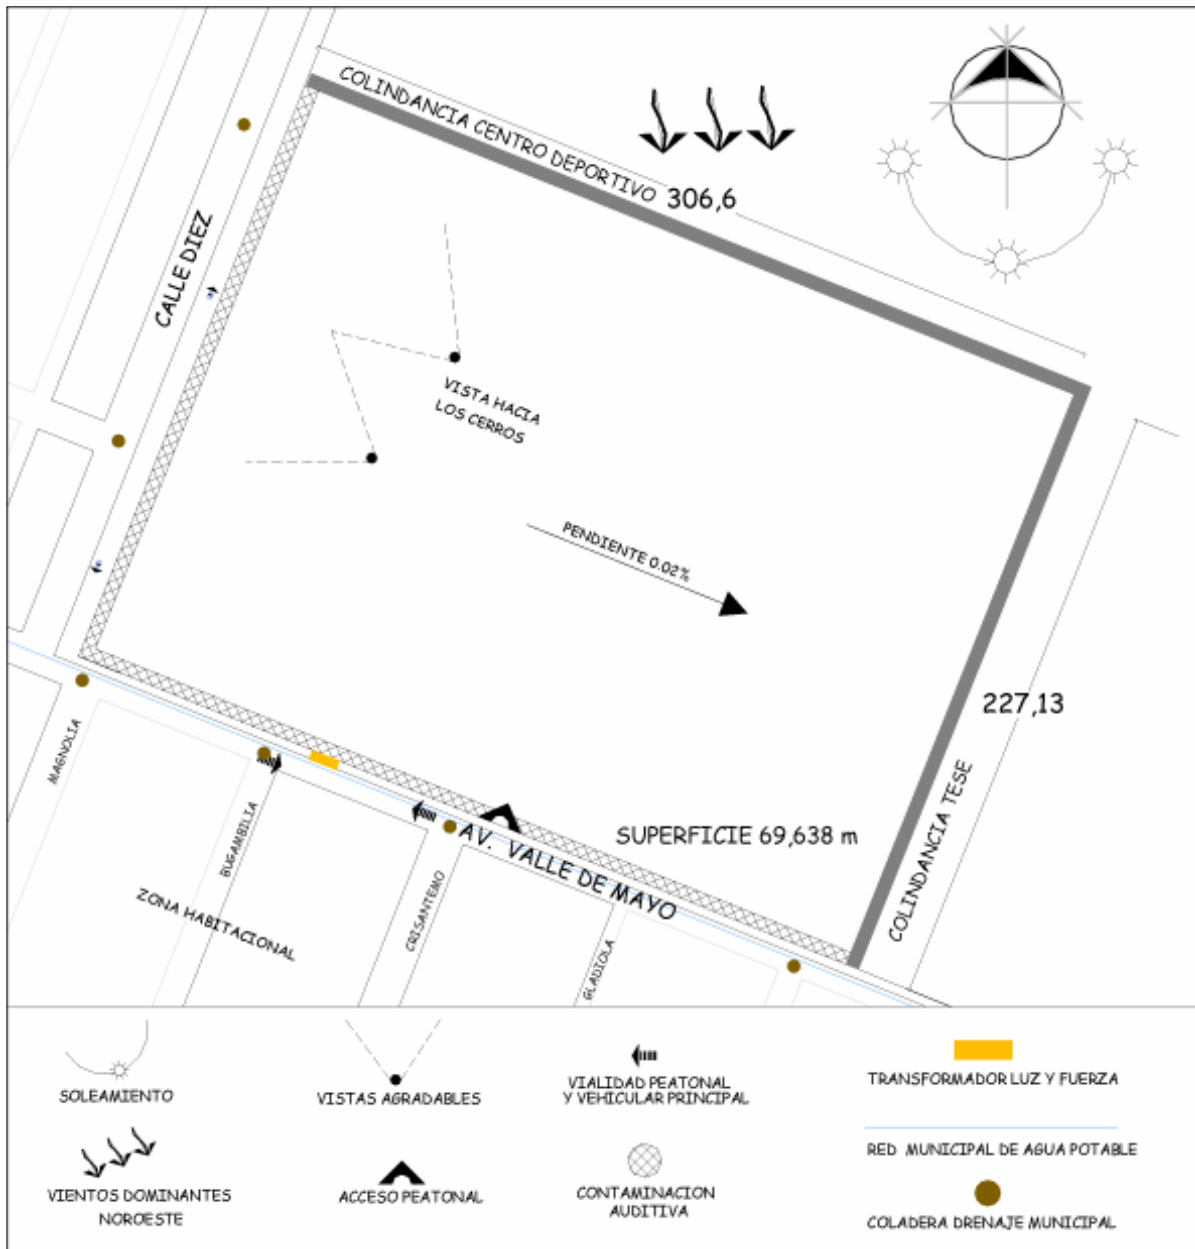 COLINDANCIA CENTRO DEPORTIVO 306,6
CALLE DIEZ
VISTA HACIA
LOS CERROS
PENDIENTE 0.02%
227,13
COLINDANCIA TESE
SUPERFICIE 69,638 m
AV. VALLE DE MAYO
MAGNOLIA
BUGAMBILIA
CRISANTEMO
GLADIOLA
ZONA HABITACIONAL
SOLEAMIENTO
VISTAS AGRADABLES
VIALIDAD PEATONAL
Y VEHICULAR PRINCIPAL
TRANSFORMADOR LUZ Y FUERZA
VIENTOS DOMINANTES
NOROESTE
ACCESO PEATONAL
CONTAMINACION
AUDITIVA
RED MUNICIPAL DE AGUA POTABLE
COLADERA DRENAJE MUNICIPAL